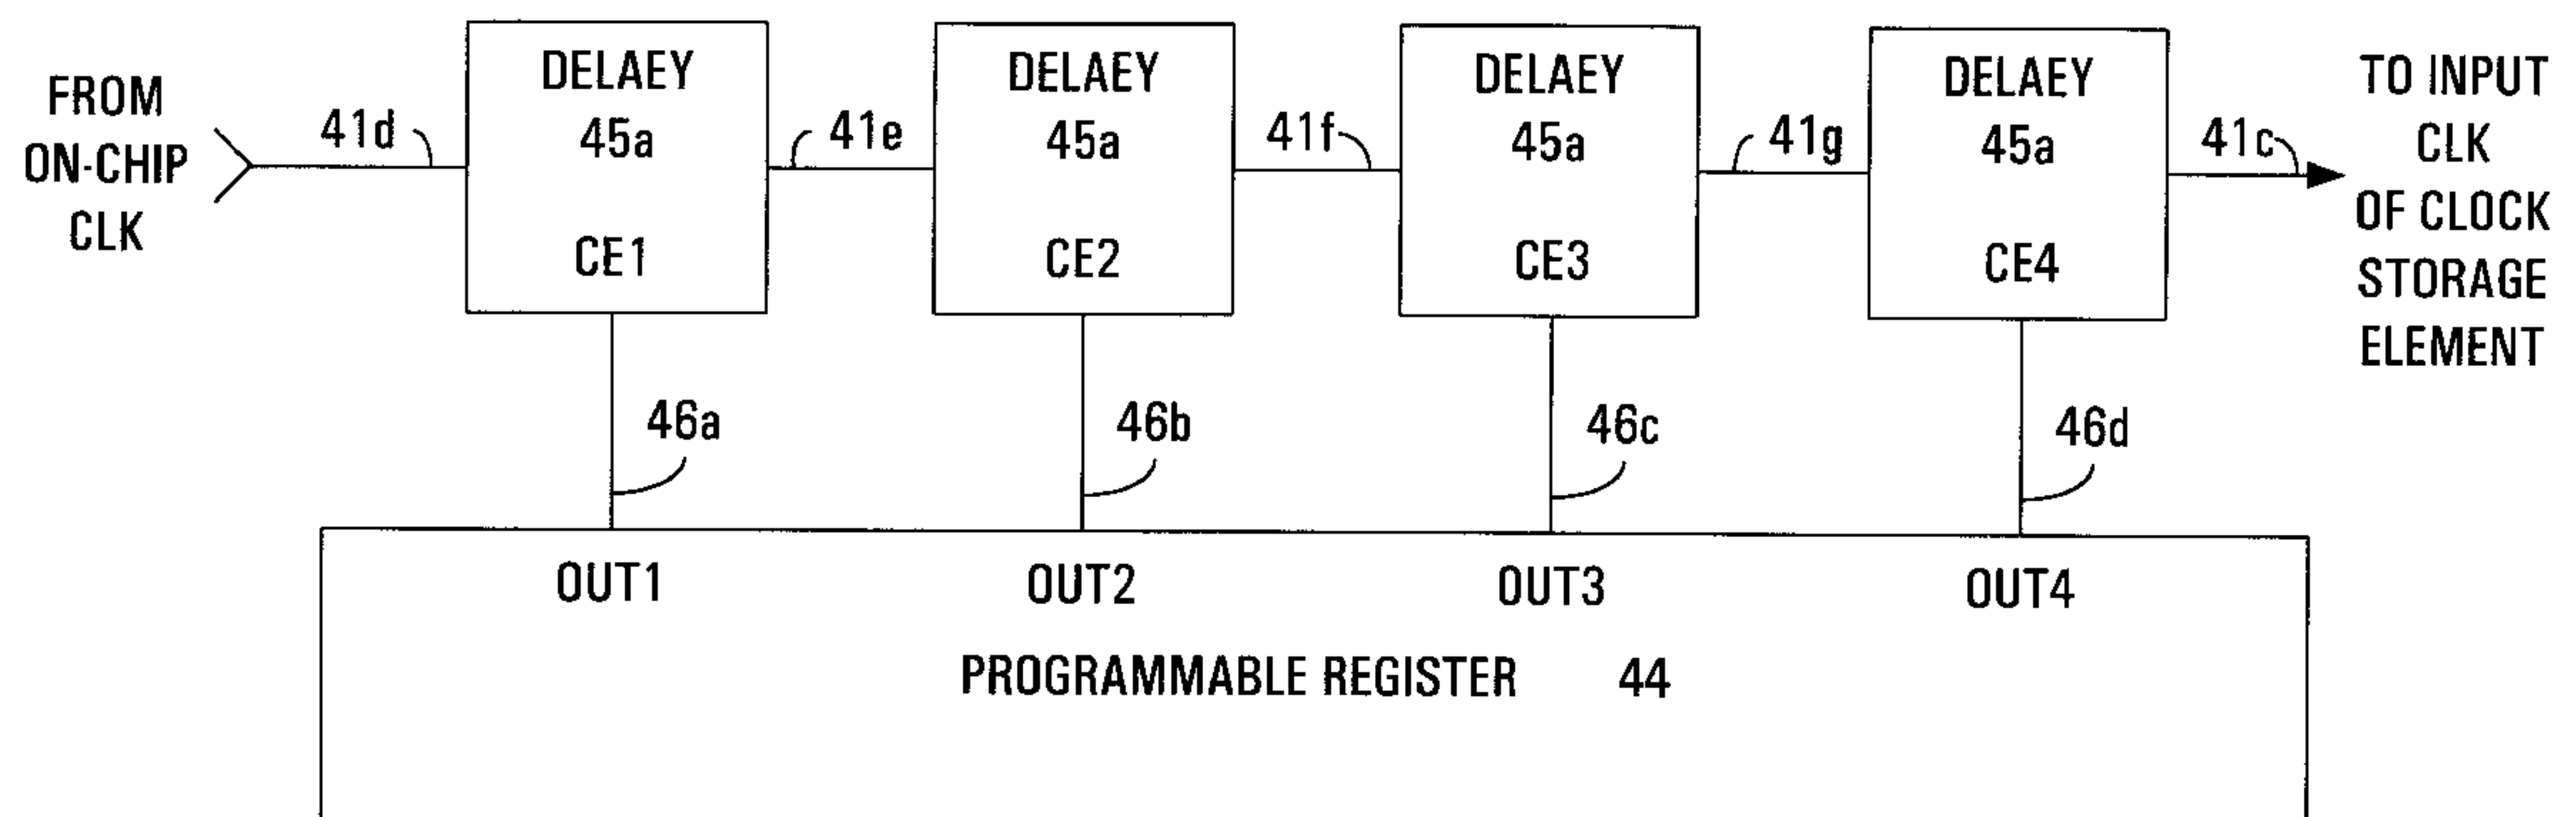 FROM
ON-CHIP
CLK
41d
DELAEY
45a
CE1
41e
DELAEY
45a
CE2
41f
DELAEY
45a
CE3
41g
DELAEY
45a
CE4
41c
TO INPUT
CLK
OF CLOCK
STORAGE
ELEMENT
46a
46b
46c
46d
OUT1
OUT2
OUT3
OUT4
PROGRAMMABLE REGISTER 44